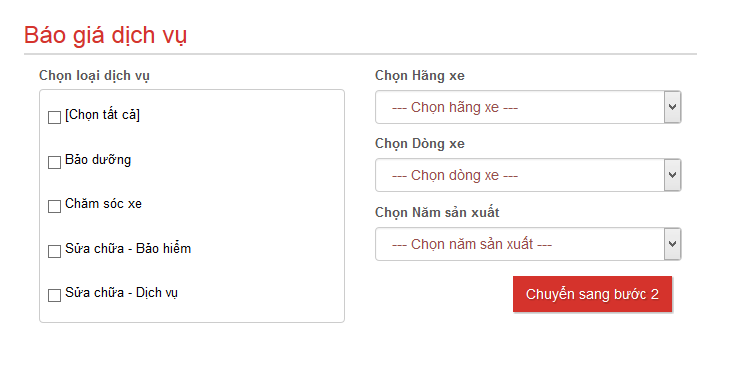 Báo giá dịch vụ
Chọn loại dịch vụ
[Chọn tất cả]
Bảo dưỡng
Chăm sóc xe
Sửa chữa - Bảo hiểm
Sửa chữa - Dịch vụ
Chọn Hãng xe
--- Chọn hãng xe ---
Chọn Dòng xe
--- Chọn dòng xe ---
Chọn Năm sản xuất
--- Chọn năm sản xuất ---
Chuyển sang bước 2